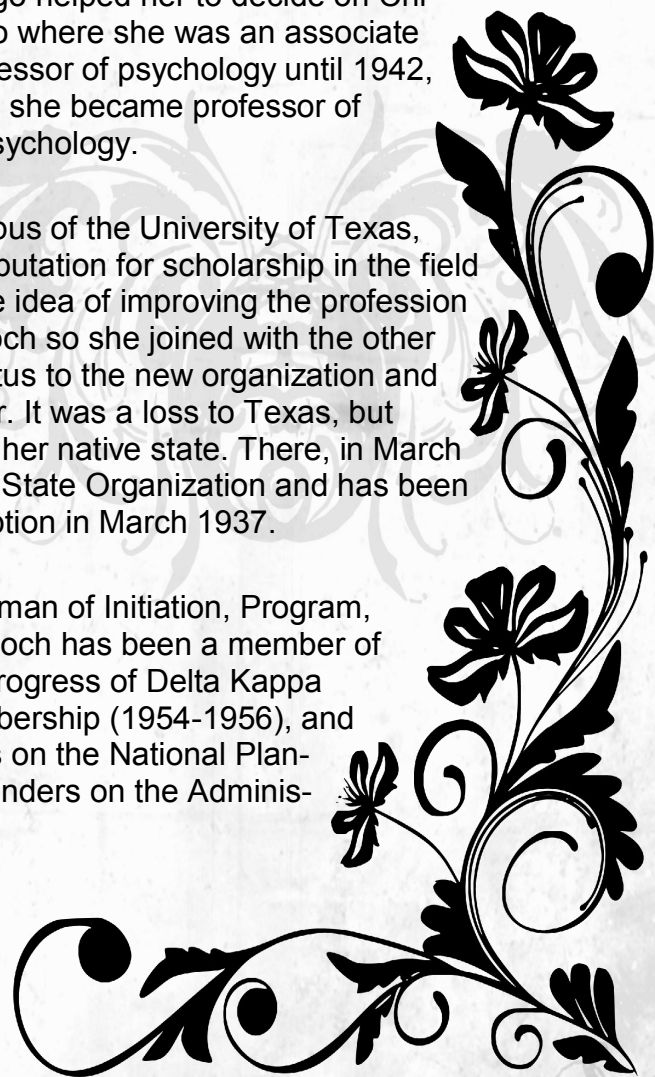 helped her to decide on Chi-
where she was an associate
essor of psychology until 1942,
she became professor of
sychology.
ous of the University of Texas,
putation for scholarship in the field
e idea of improving the profession
och so she joined with the other
tus to the new organization and
r. It was a loss to Texas, but
her native state. There, in March
State Organization and has been
ption in March 1937.
man of Initiation, Program,
och has been a member of
rogress of Delta Kappa
bership (1954-1956), and
s on the National Plan-
nders on the Adminis-